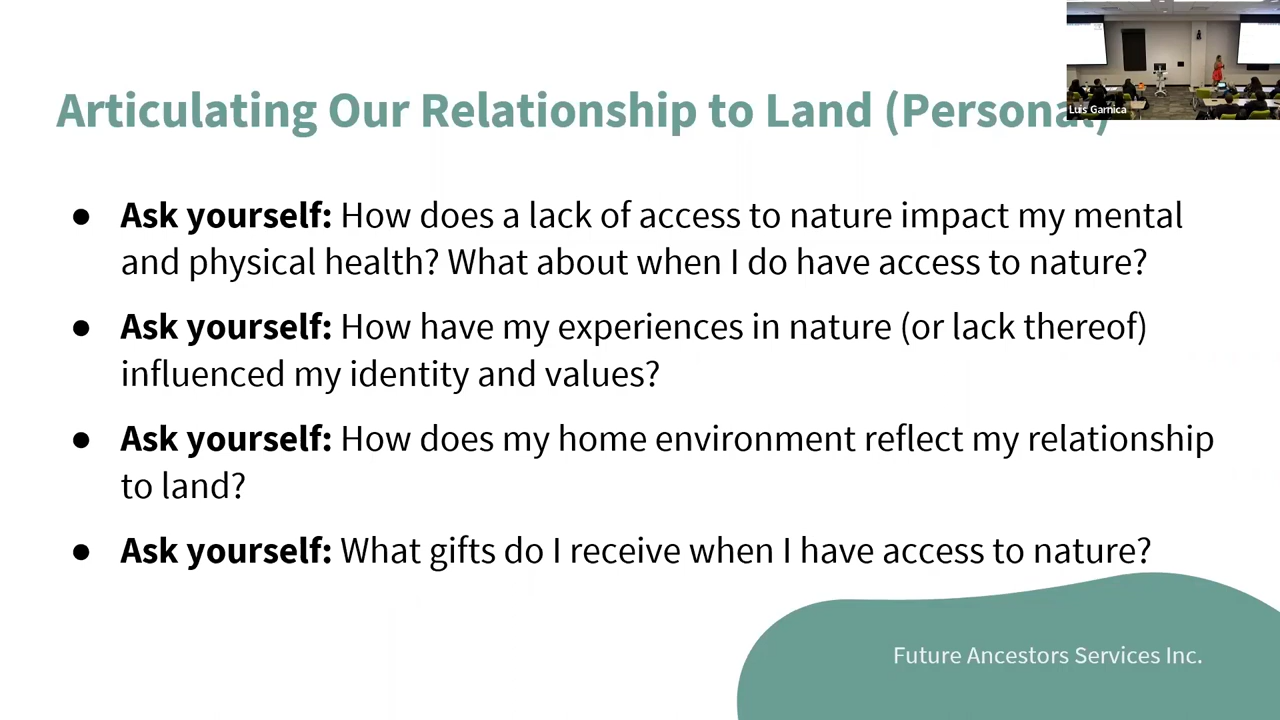 Luis Garnica
Articulating Our Relationship to Land (Personal)
● Ask yourself: How does a lack of access to nature impact my mental
and physical health? What about when I do have access to nature?
● Ask yourself: How have my experiences in nature (or lack thereof)
influenced my identity and values?
● Ask yourself: How does my home environment reflect my relationship
to land?
● Ask yourself: What gifts do I receive when I have access to nature?
Future Ancestors Services Inc.